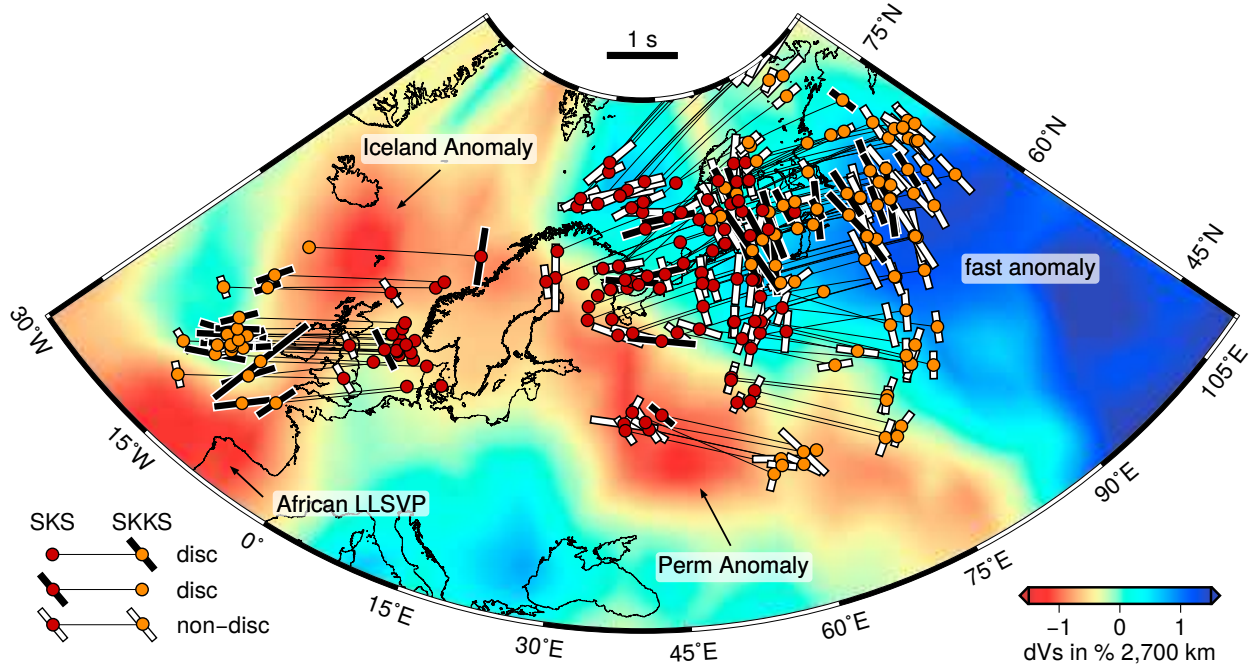 1 s
75˚N
60˚N
45˚N
Iceland Anomaly
fast anomaly
30˚W
15˚W
0˚
15˚E
30˚E
45˚E
60˚E
75˚E
90˚E
105˚E
African LLSVP
Perm Anomaly
SKS SKKS
disc
disc
non−disc
−1 0 1
dVs in % 2,700 km